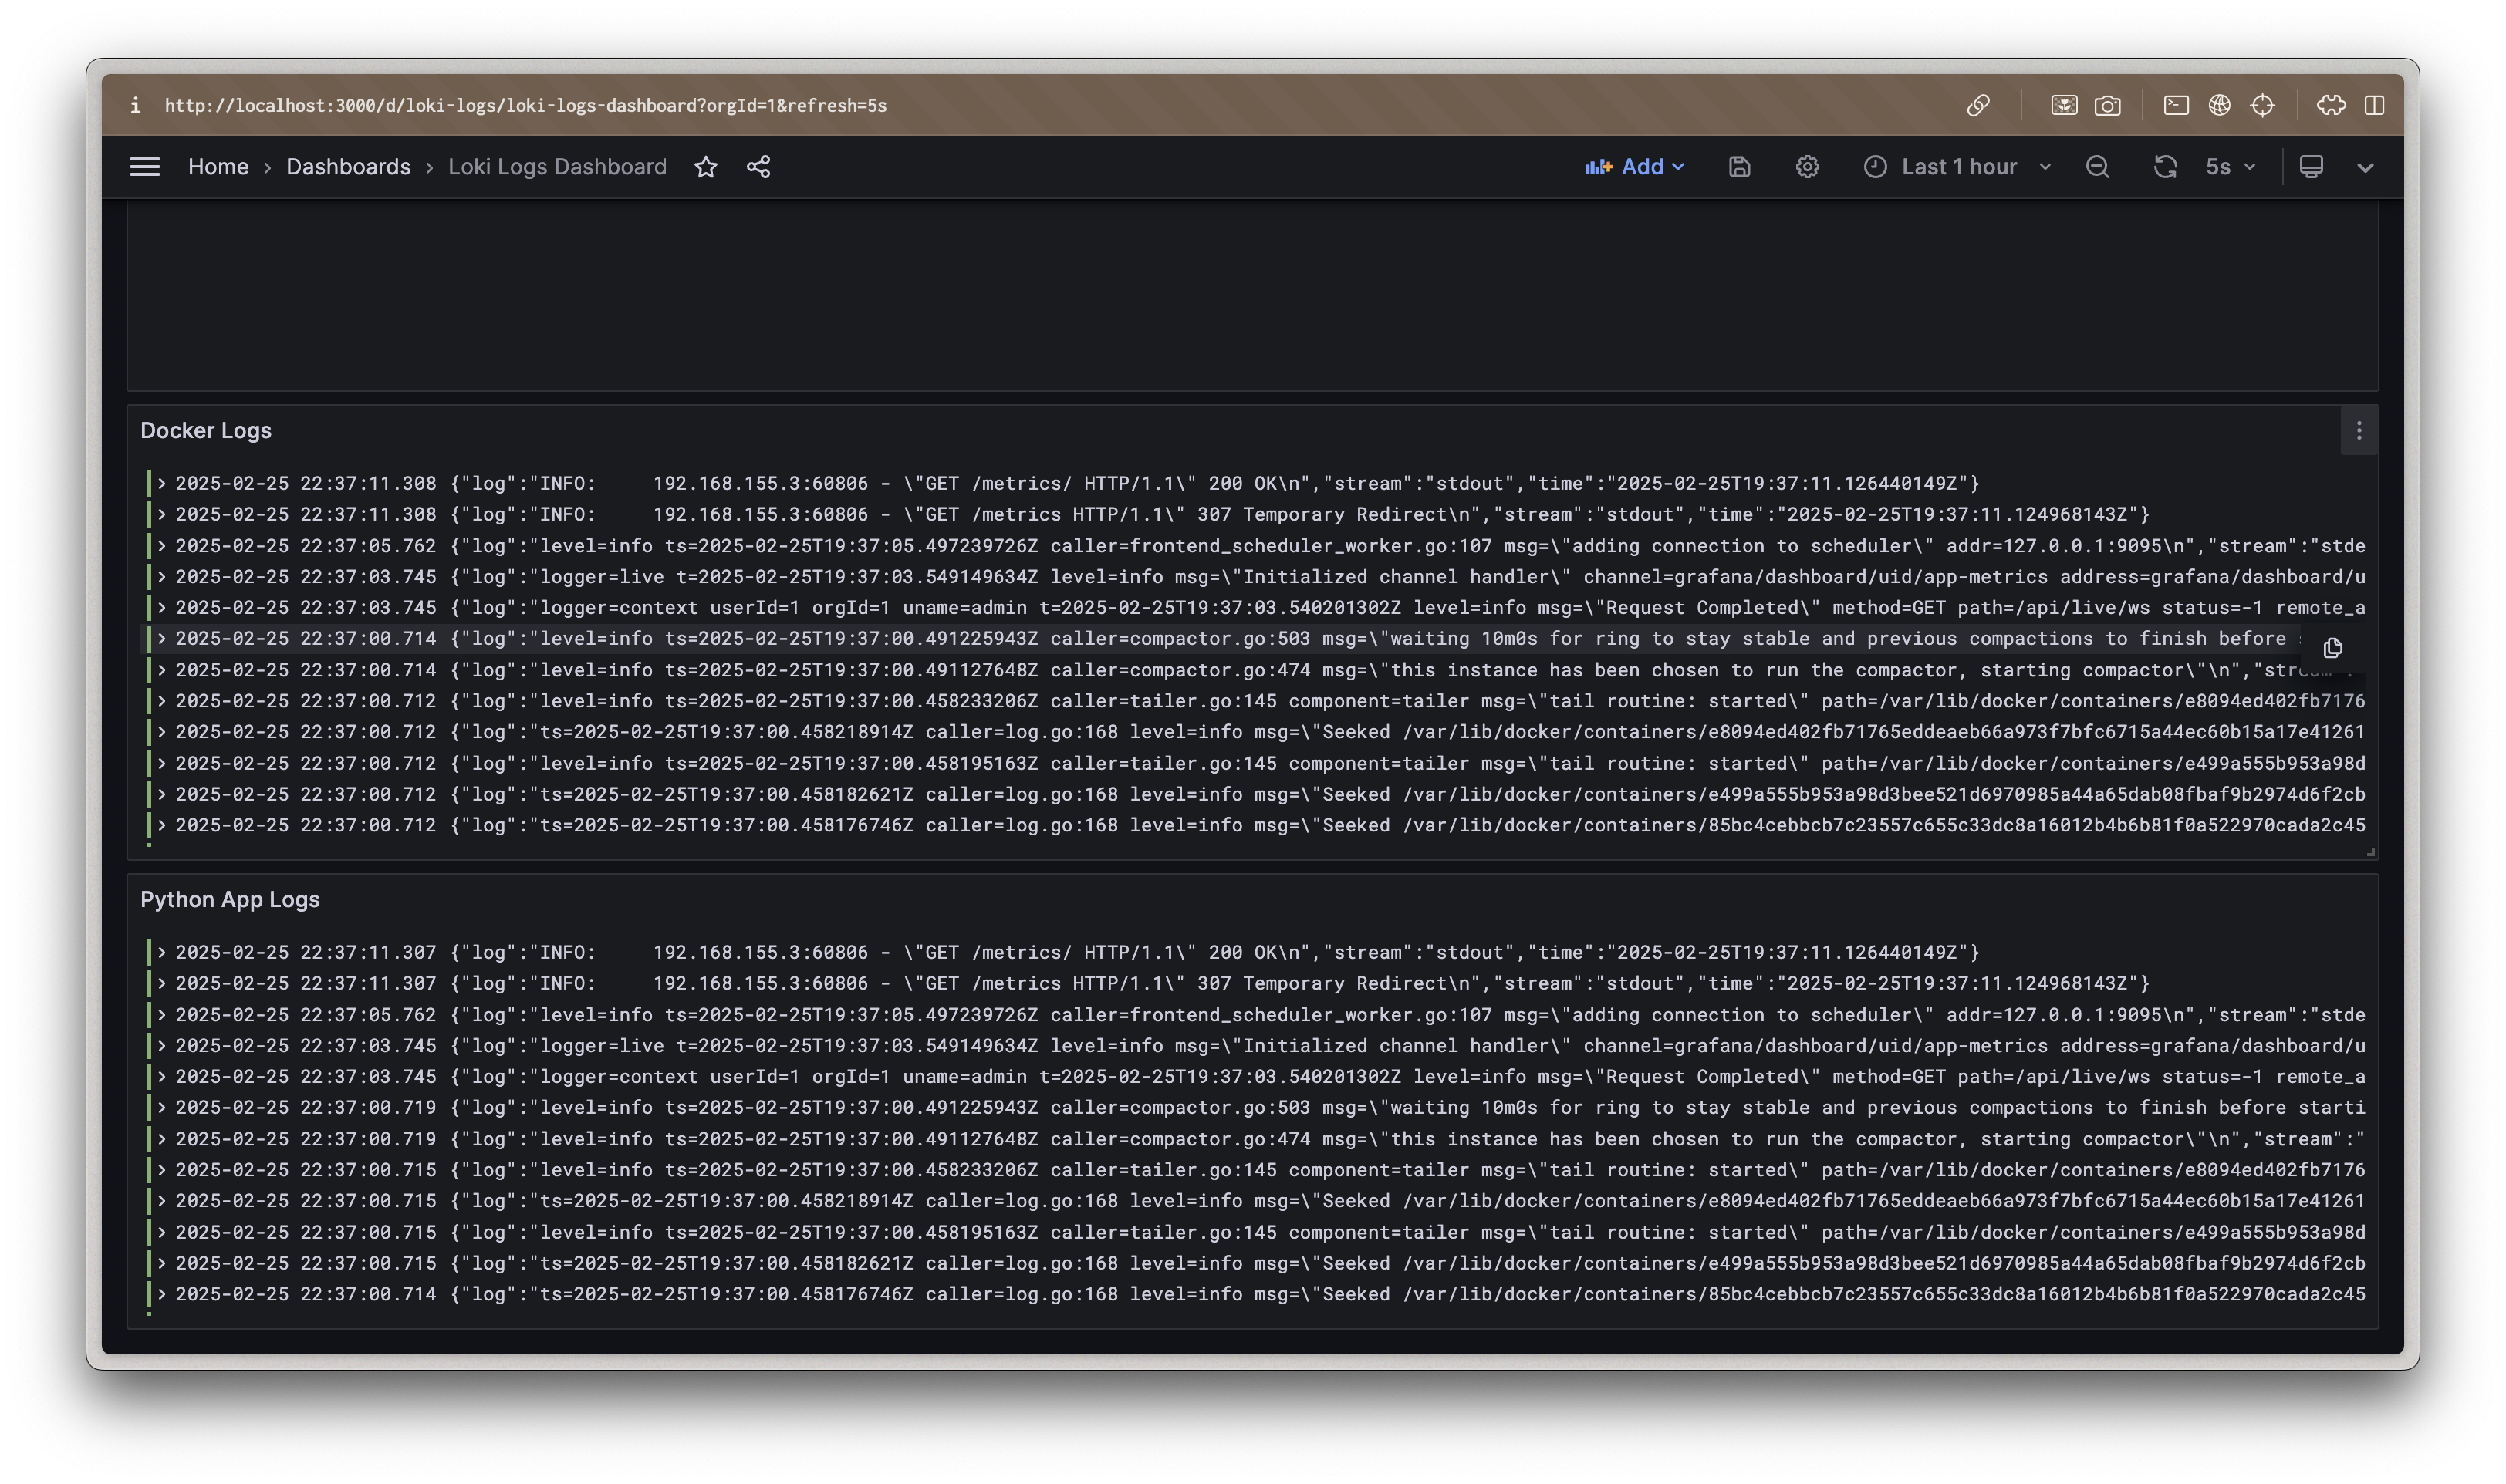 http://localhost:3000/d/loki-logs/loki-logs-dashboard?orgId=1&refresh=5s
Home › Dashboards › Loki Logs Dashboard Add Last 1 hour 5s
Docker Logs
2025-02-25 22:37:11.308 {"log":"INFO:     192.168.155.3:60806 - \"GET /metrics/ HTTP/1.1\" 200 OK\n","stream":"stdout","time":"2025-02-25T19:37:11.126440149Z"}
2025-02-25 22:37:11.308 {"log":"INFO:     192.168.155.3:60806 - \"GET /metrics HTTP/1.1\" 307 Temporary Redirect\n","stream":"stdout","time":"2025-02-25T19:37:11.124968143Z"}
2025-02-25 22:37:05.762 {"log":"level=info ts=2025-02-25T19:37:05.497239726Z caller=frontend_scheduler_worker.go:107 msg=\"adding connection to scheduler\" addr=127.0.0.1:9095\n","stream":"stde
2025-02-25 22:37:03.745 {"log":"logger=live t=2025-02-25T19:37:03.549149634Z level=info msg=\"Initialized channel handler\" channel=grafana/dashboard/uid/app-metrics address=grafana/dashboard/u
2025-02-25 22:37:03.745 {"log":"logger=context userId=1 orgId=1 uname=admin t=2025-02-25T19:37:03.540201302Z level=info msg=\"Request Completed\" method=GET path=/api/live/ws status=-1 remote_a
2025-02-25 22:37:00.714 {"log":"level=info ts=2025-02-25T19:37:00.491225943Z caller=compactor.go:503 msg=\"waiting 10m0s for ring to stay stable and previous compactions to finish before
2025-02-25 22:37:00.714 {"log":"level=info ts=2025-02-25T19:37:00.491127648Z caller=compactor.go:474 msg=\"this instance has been chosen to run the compactor, starting compactor\"\n","stream":
2025-02-25 22:37:00.712 {"log":"level=info ts=2025-02-25T19:37:00.458233206Z caller=tailer.go:145 component=tailer msg=\"tail routine: started\" path=/var/lib/docker/containers/e8094ed402fb7176
2025-02-25 22:37:00.712 {"log":"ts=2025-02-25T19:37:00.458218914Z caller=log.go:168 level=info msg=\"Seeked /var/lib/docker/containers/e8094ed402fb71765eddeaeb66a973f7bfc6715a44ec60b15a17e41261
2025-02-25 22:37:00.712 {"log":"level=info ts=2025-02-25T19:37:00.458195163Z caller=tailer.go:145 component=tailer msg=\"tail routine: started\" path=/var/lib/docker/containers/e499a555b953a98d
2025-02-25 22:37:00.712 {"log":"ts=2025-02-25T19:37:00.458182621Z caller=log.go:168 level=info msg=\"Seeked /var/lib/docker/containers/e499a555b953a98d3bee521d6970985a44a65dab08fbaf9b2974d6f2cb
2025-02-25 22:37:00.712 {"log":"ts=2025-02-25T19:37:00.458176746Z caller=log.go:168 level=info msg=\"Seeked /var/lib/docker/containers/85bc4cebbcb7c23557c655c33dc8a16012b4b6b81f0a522970cada2c45
Python App Logs
2025-02-25 22:37:11.307 {"log":"INFO:     192.168.155.3:60806 - \"GET /metrics/ HTTP/1.1\" 200 OK\n","stream":"stdout","time":"2025-02-25T19:37:11.126440149Z"}
2025-02-25 22:37:11.307 {"log":"INFO:     192.168.155.3:60806 - \"GET /metrics HTTP/1.1\" 307 Temporary Redirect\n","stream":"stdout","time":"2025-02-25T19:37:11.124968143Z"}
2025-02-25 22:37:05.762 {"log":"level=info ts=2025-02-25T19:37:05.497239726Z caller=frontend_scheduler_worker.go:107 msg=\"adding connection to scheduler\" addr=127.0.0.1:9095\n","stream":"stde
2025-02-25 22:37:03.745 {"log":"logger=live t=2025-02-25T19:37:03.549149634Z level=info msg=\"Initialized channel handler\" channel=grafana/dashboard/uid/app-metrics address=grafana/dashboard/u
2025-02-25 22:37:03.745 {"log":"logger=context userId=1 orgId=1 uname=admin t=2025-02-25T19:37:03.540201302Z level=info msg=\"Request Completed\" method=GET path=/api/live/ws status=-1 remote_a
2025-02-25 22:37:00.719 {"log":"level=info ts=2025-02-25T19:37:00.491225943Z caller=compactor.go:503 msg=\"waiting 10m0s for ring to stay stable and previous compactions to finish before starti
2025-02-25 22:37:00.719 {"log":"level=info ts=2025-02-25T19:37:00.491127648Z caller=compactor.go:474 msg=\"this instance has been chosen to run the compactor, starting compactor\"\n","stream":"
2025-02-25 22:37:00.715 {"log":"level=info ts=2025-02-25T19:37:00.458233206Z caller=tailer.go:145 component=tailer msg=\"tail routine: started\" path=/var/lib/docker/containers/e8094ed402fb7176
2025-02-25 22:37:00.715 {"log":"ts=2025-02-25T19:37:00.458218914Z caller=log.go:168 level=info msg=\"Seeked /var/lib/docker/containers/e8094ed402fb71765eddeaeb66a973f7bfc6715a44ec60b15a17e41261
2025-02-25 22:37:00.715 {"log":"level=info ts=2025-02-25T19:37:00.458195163Z caller=tailer.go:145 component=tailer msg=\"tail routine: started\" path=/var/lib/docker/containers/e499a555b953a98d
2025-02-25 22:37:00.715 {"log":"ts=2025-02-25T19:37:00.458182621Z caller=log.go:168 level=info msg=\"Seeked /var/lib/docker/containers/e499a555b953a98d3bee521d6970985a44a65dab08fbaf9b2974d6f2cb
2025-02-25 22:37:00.714 {"log":"ts=2025-02-25T19:37:00.458176746Z caller=log.go:168 level=info msg=\"Seeked /var/lib/docker/containers/85bc4cebbcb7c23557c655c33dc8a16012b4b6b81f0a522970cada2c45